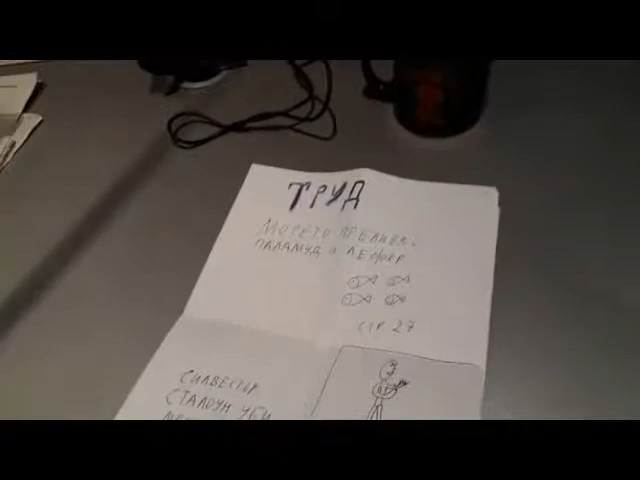 ТРУД
МОРЕТО ПРЕЛИВА.
ПАЛАМУД И ЛЕФЕР
СТР 27
СИЛВЕСТЪР
СТАЛОУН УБИ